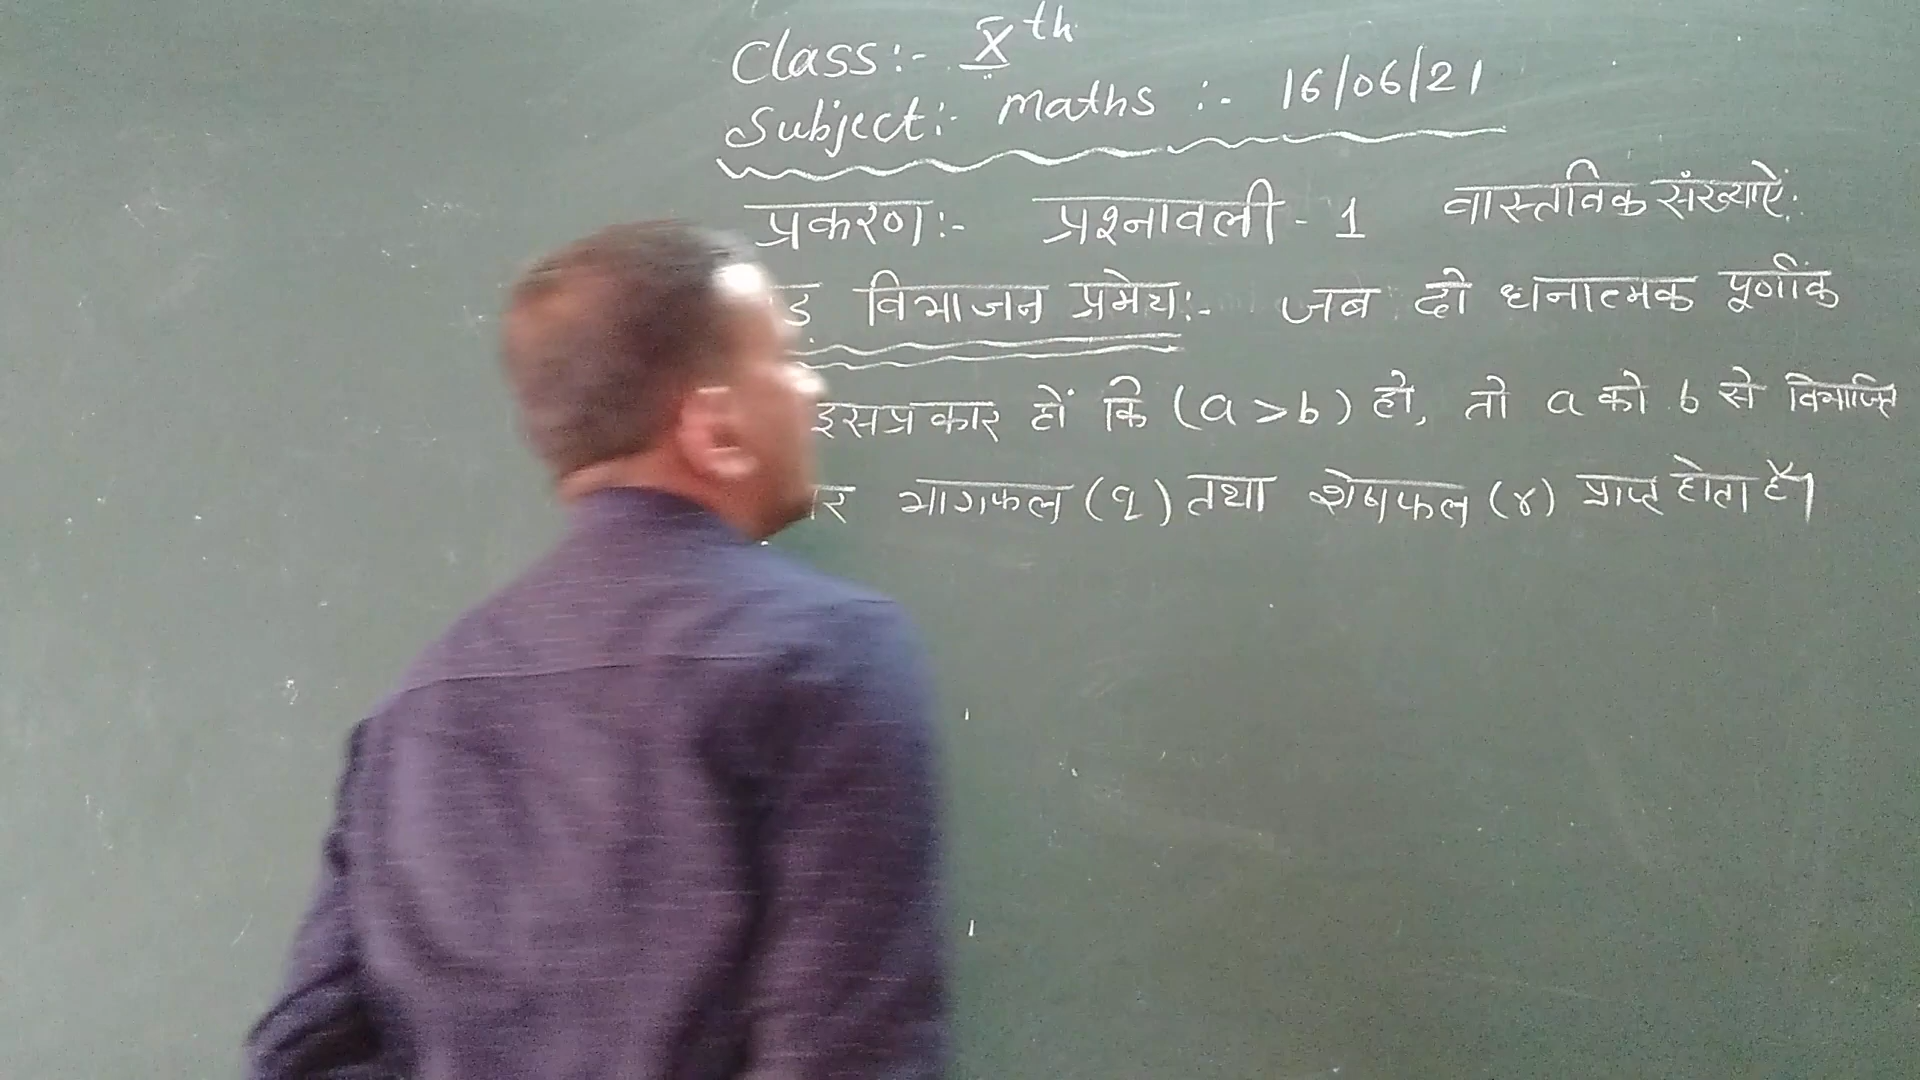 Class:- Xth
Subject:- maths :- 16/06/21
प्रकरण:- प्रश्नावली - 1 वास्तविक संख्याऐं:
विभाजन प्रमेय:- जब दो धनात्मक पूर्णांक
इसप्रकार हों कि (a>b) हो, तो a को b से विभाजित
भागफल (q) तथा शेषफल (r) प्राप्त होता है।